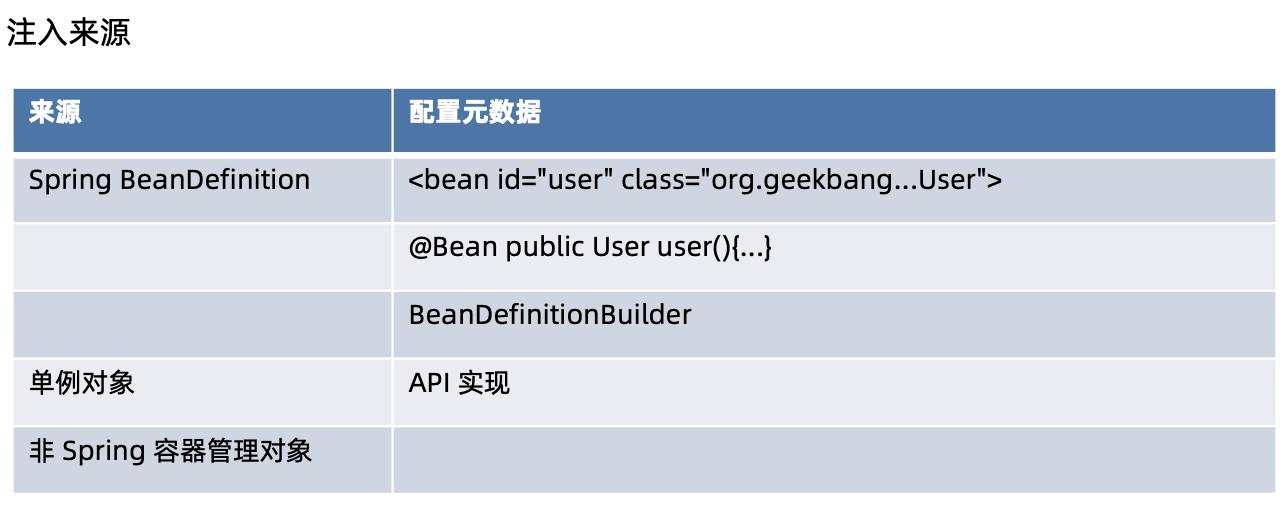 注入来源
来源 配置元数据
Spring BeanDefinition <bean id="user" class="org.geekbang...User">
@Bean public User user(){...}
BeanDefinitionBuilder
单例对象 API 实现
非 Spring 容器管理对象